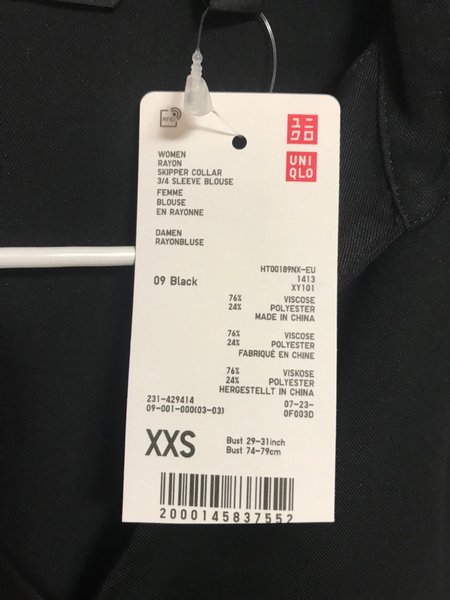 RFID
ユニ
クロ
UNI
QLO
WOMEN
RAYON
SKIPPER COLLAR
3/4 SLEEVE BLOUSE
FEMME
BLOUSE
EN RAYONNE
DAMEN
RAYONBLUSE
HT00189NX-EU
1413
XY101
09 Black
76% VISCOSE
24% POLYESTER
MADE IN CHINA
76% VISCOSE
24% POLYESTER
FABRIQUÉ EN CHINE
76% VISKOSE
24% POLYESTER
HERGESTELLT IN CHINA
231-429414
09-001-000(03-03)
07-23-
0F003D
XXS
Bust 29-31inch
Bust 74-79cm
2000145837552